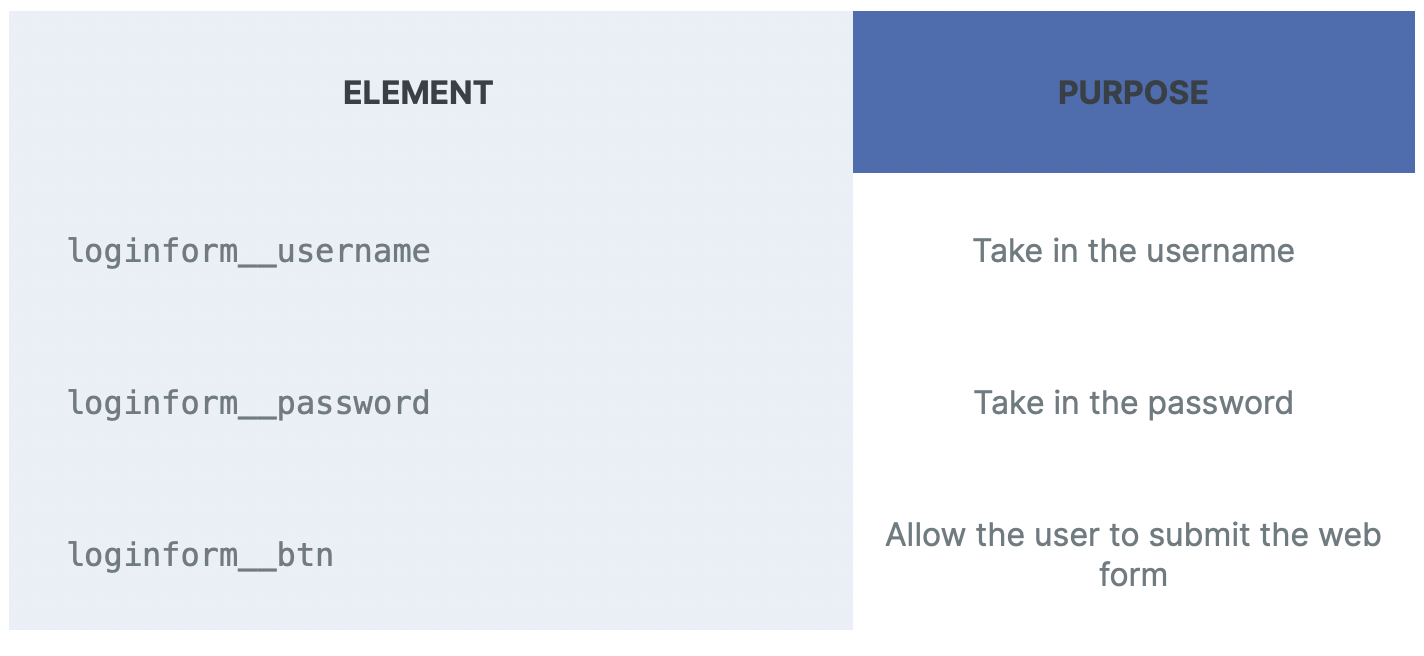 ELEMENT PURPOSE
loginform__username Take in the username
loginform__password Take in the password
loginform__btn Allow the user to submit the web
form